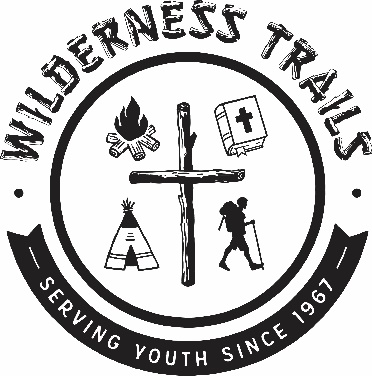 WILDERNESS TRAILS
SERVING YOUTH SINCE 1967